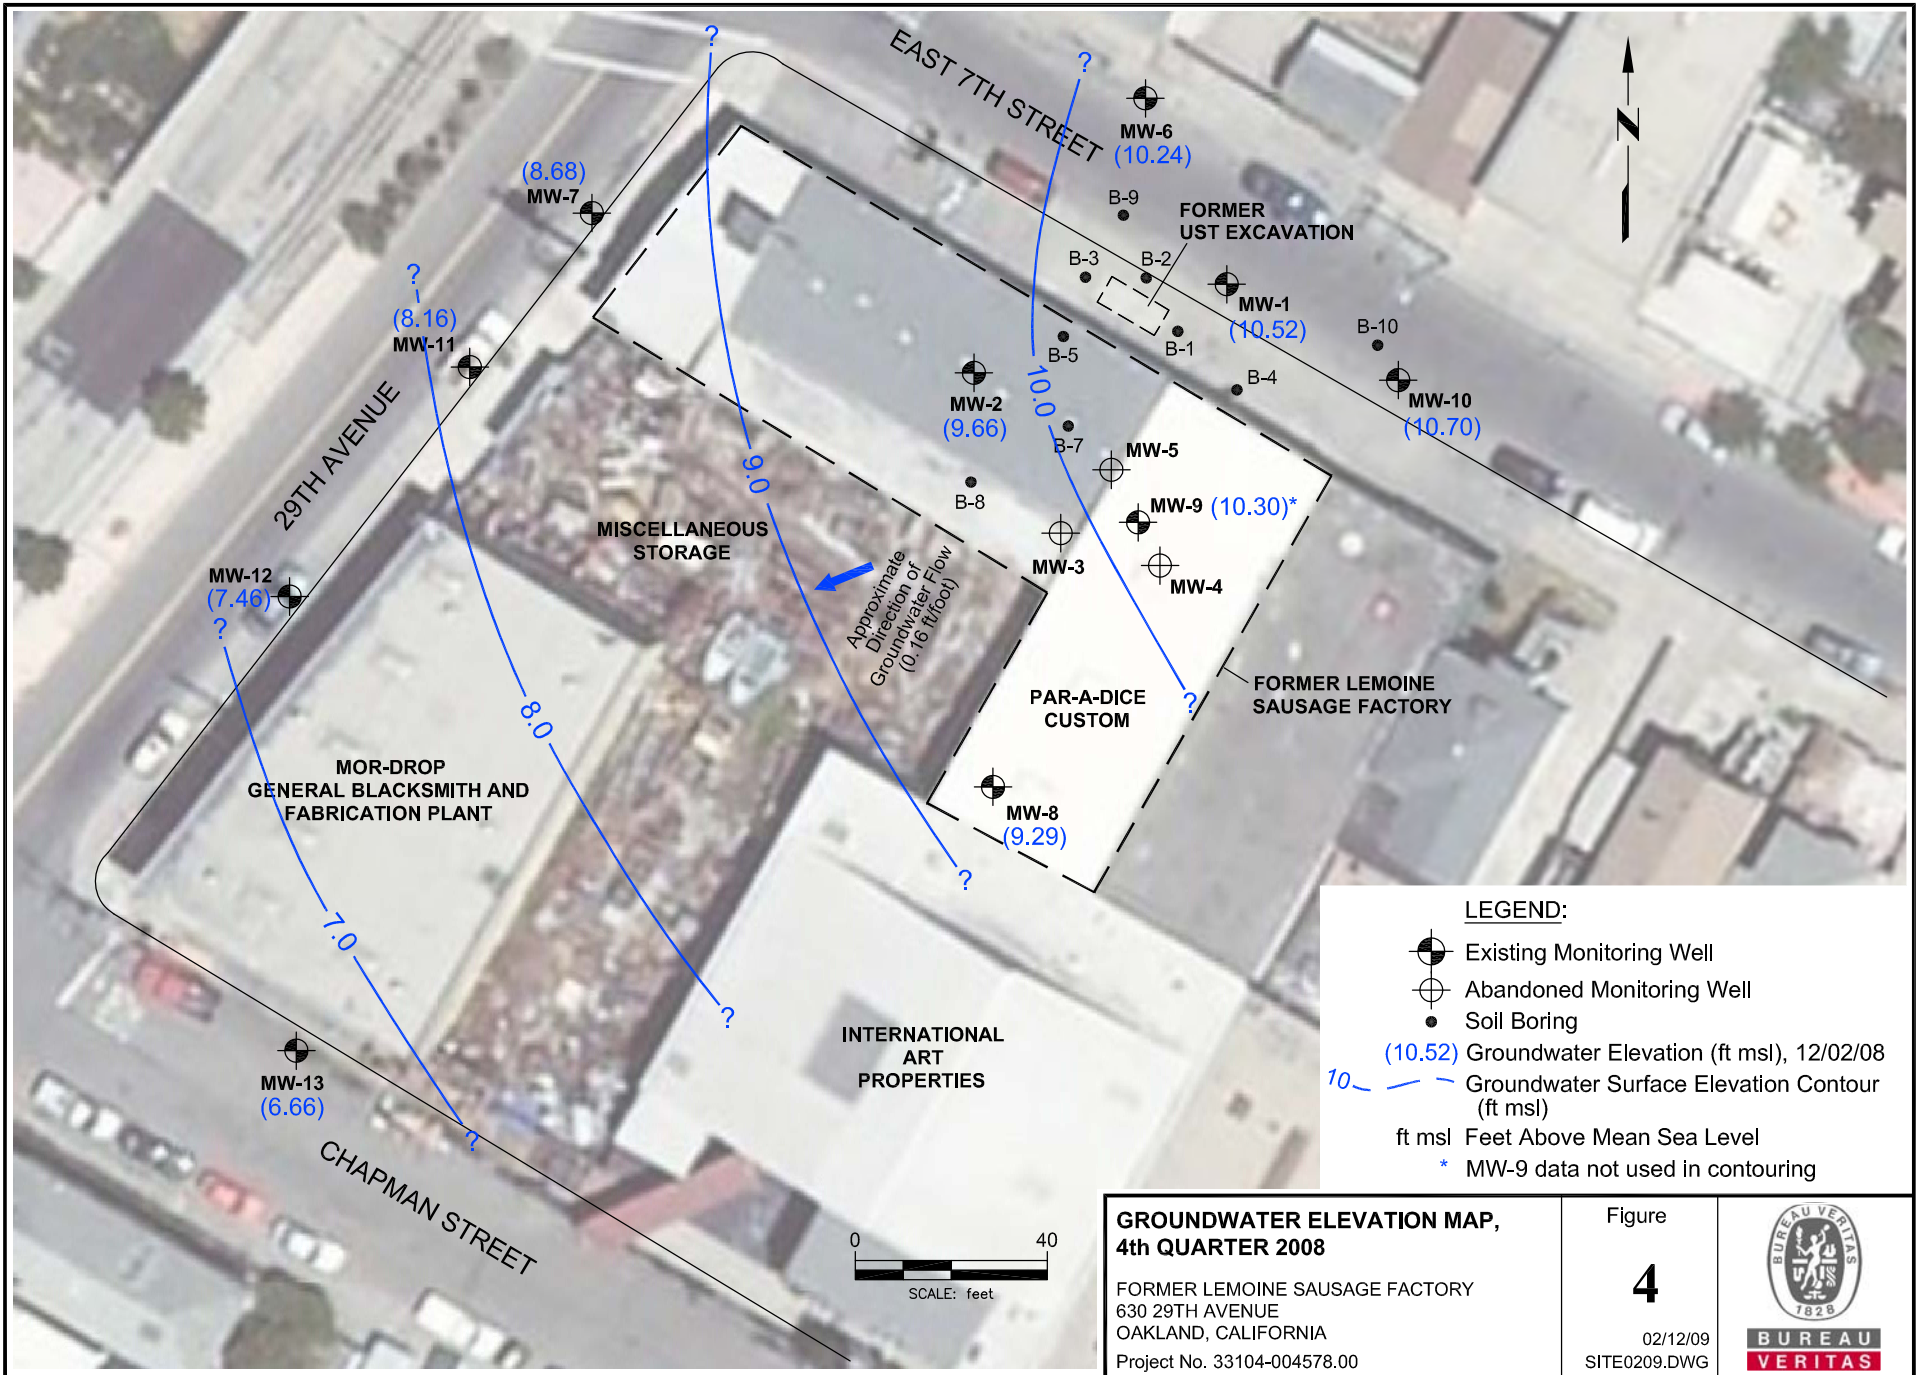 EAST 7TH STREET
?
?
MW-6
(10.24)
N
(8.68)
MW-7
B-9
FORMER
UST EXCAVATION
B-3
B-2
?
(8.16)
MW-11
MW-1
(10.52)
B-10
B-5
B-1
B-4
MW-2
(9.66)
10.0
MW-10
(10.70)
29TH AVENUE
B-7
MW-5
9.0
B-8
MW-9 (10.30)*
MISCELLANEOUS
STORAGE
MW-3
MW-4
MW-12
(7.46)
?
Approximate
Direction of
Groundwater Flow
(0.16 ft/foot)
8.0
PAR-A-DICE
CUSTOM
?
FORMER LEMOINE
SAUSAGE FACTORY
MOR-DROP
GENERAL BLACKSMITH AND
FABRICATION PLANT
MW-8
(9.29)
?
7.0
?
INTERNATIONAL
ART
PROPERTIES
MW-13
(6.66)
?
CHAPMAN STREET
0 40
SCALE: feet
LEGEND:
Existing Monitoring Well
Abandoned Monitoring Well
Soil Boring
(10.52) Groundwater Elevation (ft msl), 12/02/08
10 Groundwater Surface Elevation Contour
(ft msl)
ft msl Feet Above Mean Sea Level
* MW-9 data not used in contouring
GROUNDWATER ELEVATION MAP,
4th QUARTER 2008
FORMER LEMOINE SAUSAGE FACTORY
630 29TH AVENUE
OAKLAND, CALIFORNIA
Project No. 33104-004578.00
Figure
4
02/12/09
SITE0209.DWG
BUREAU VERITAS
1828
BUREAU
VERITAS